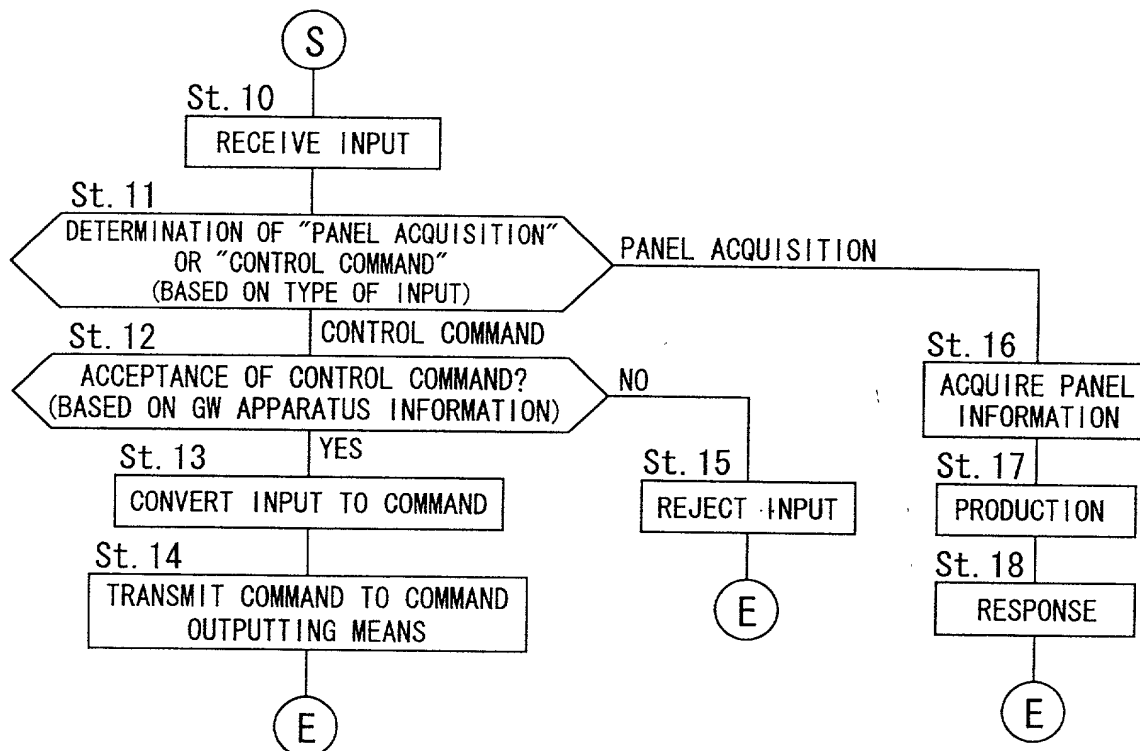 S
St. 10
RECEIVE INPUT
St. 11
DETERMINATION OF "PANEL ACQUISITION"
OR "CONTROL COMMAND"
(BASED ON TYPE OF INPUT)
PANEL ACQUISITION
CONTROL COMMAND
St. 12
ACCEPTANCE OF CONTROL COMMAND?
(BASED ON GW APPARATUS INFORMATION)
NO
YES
St. 13
CONVERT INPUT TO COMMAND
St. 14
TRANSMIT COMMAND TO COMMAND
OUTPUTTING MEANS
E
St. 15
REJECT INPUT
E
St. 16
ACQUIRE PANEL
INFORMATION
St. 17
PRODUCTION
St. 18
RESPONSE
E